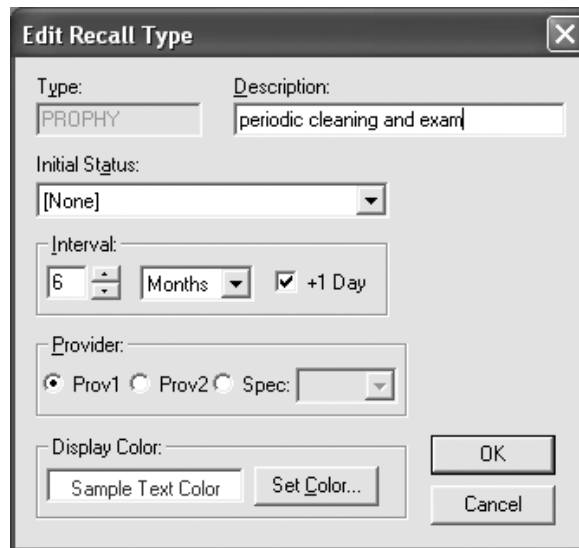 Edit Recall Type
Type: Description:
PROPHY periodic cleaning and exam
Initial Status:
[None]
Interval:
6 Months +1 Day
Provider:
Prov1 Prov2 Spec:
Display Color:
Sample Text Color Set Color... OK
Cancel